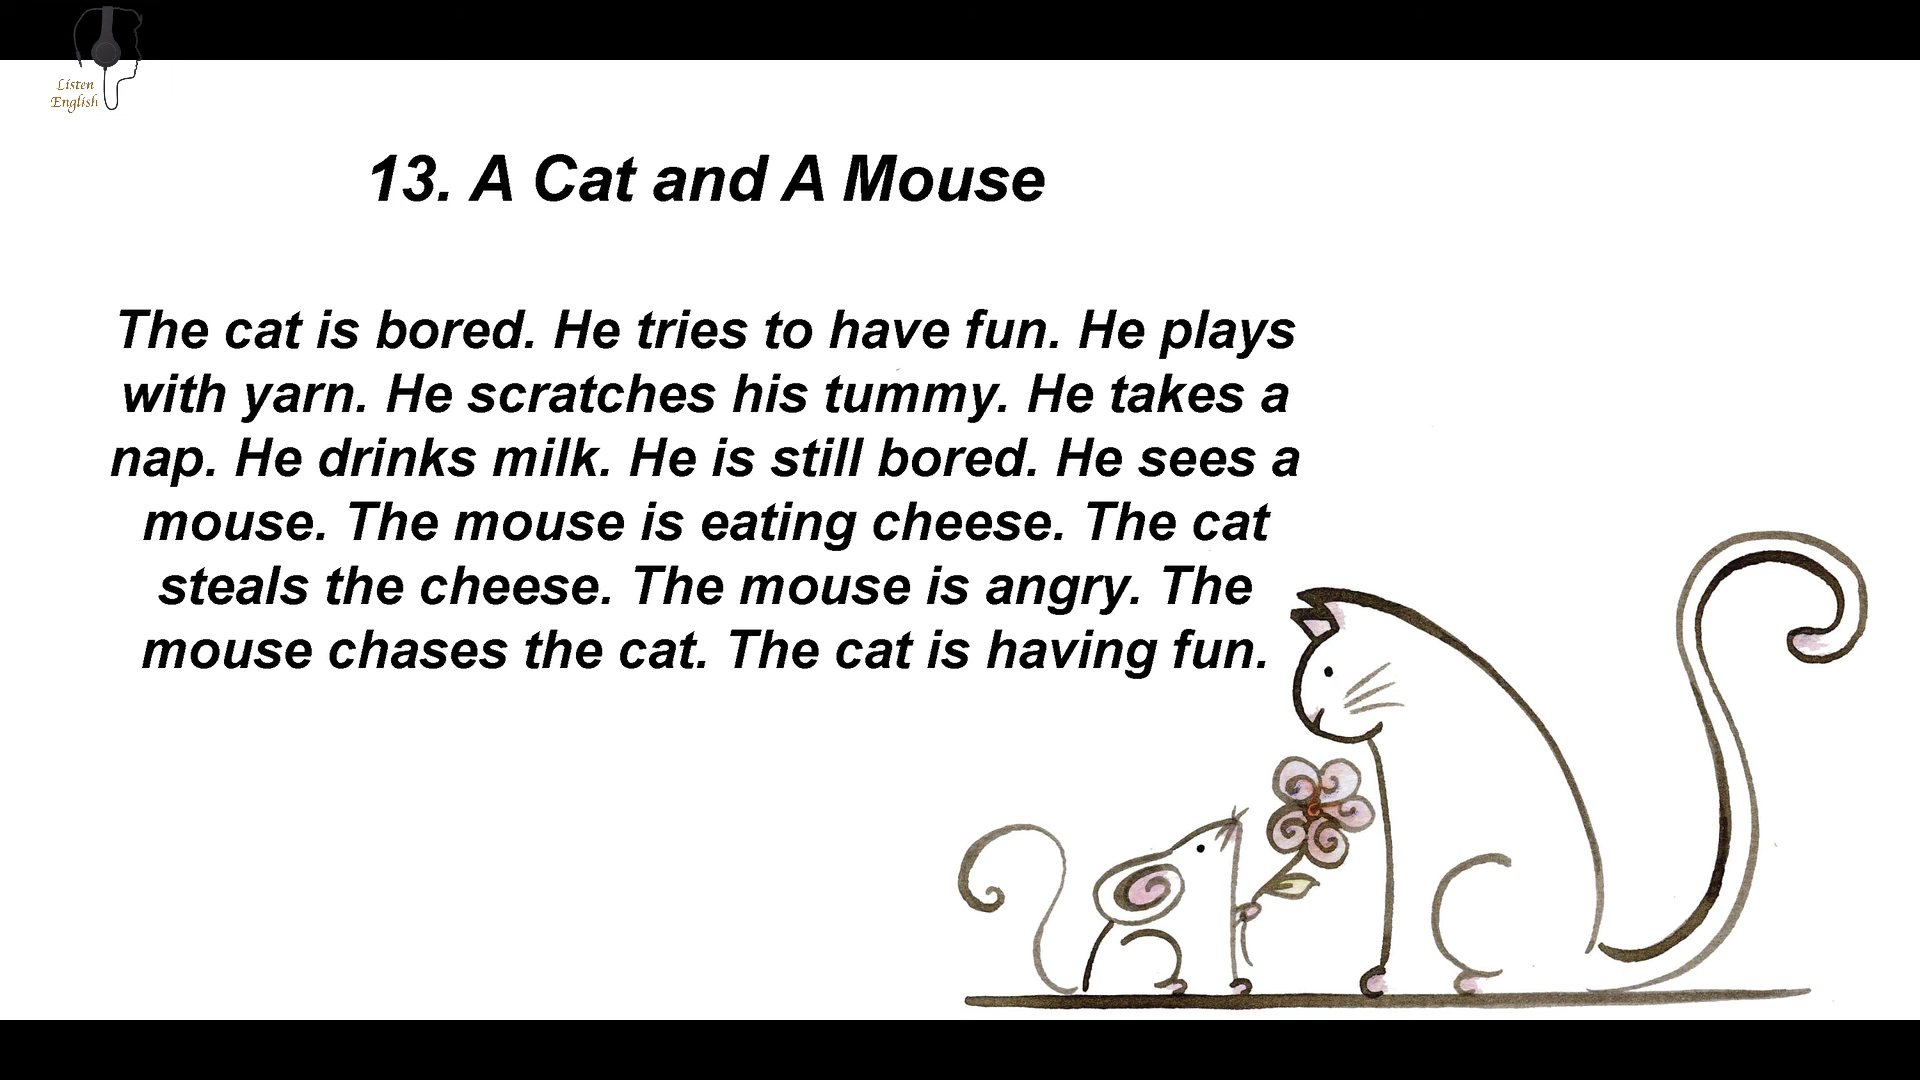 Listen
English
13. A Cat and A Mouse
The cat is bored. He tries to have fun. He plays
with yarn. He scratches his tummy. He takes a
nap. He drinks milk. He is still bored. He sees a
mouse. The mouse is eating cheese. The cat
steals the cheese. The mouse is angry. The
mouse chases the cat. The cat is having fun.